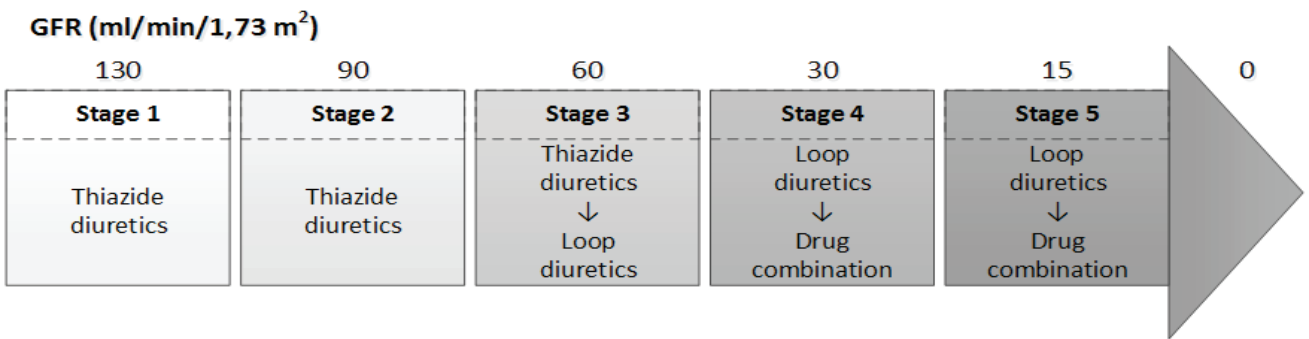 GFR (ml/min/1,73 m²)
130 90 60 30 15 0
Stage 1 Stage 2 Stage 3 Stage 4 Stage 5
Thiazide
diuretics
Thiazide
diuretics
Thiazide
diuretics
↓
Loop
diuretics
Loop
diuretics
↓
Drug
combination
Loop
diuretics
↓
Drug
combination